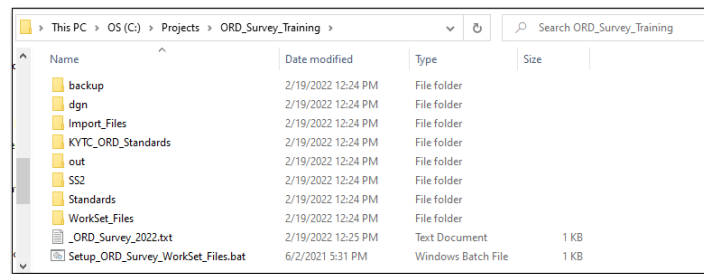 This PC > OS (C:) > Projects > ORD_Survey_Training > Search ORD_Survey_Training
Name Date modified Type Size
backup 2/19/2022 12:24 PM File folder
dgn 2/19/2022 12:24 PM File folder
Import_Files 2/19/2022 12:24 PM File folder
KYTC_ORD_Standards 2/19/2022 12:24 PM File folder
out 2/19/2022 12:24 PM File folder
SS2 2/19/2022 12:24 PM File folder
Standards 2/19/2022 12:24 PM File folder
WorkSet_Files 2/19/2022 12:24 PM File folder
_ORD_Survey_2022.txt 2/19/2022 12:25 PM Text Document 1 KB
Setup_ORD_Survey_WorkSet_Files.bat 6/2/2021 5:31 PM Windows Batch File 1 KB